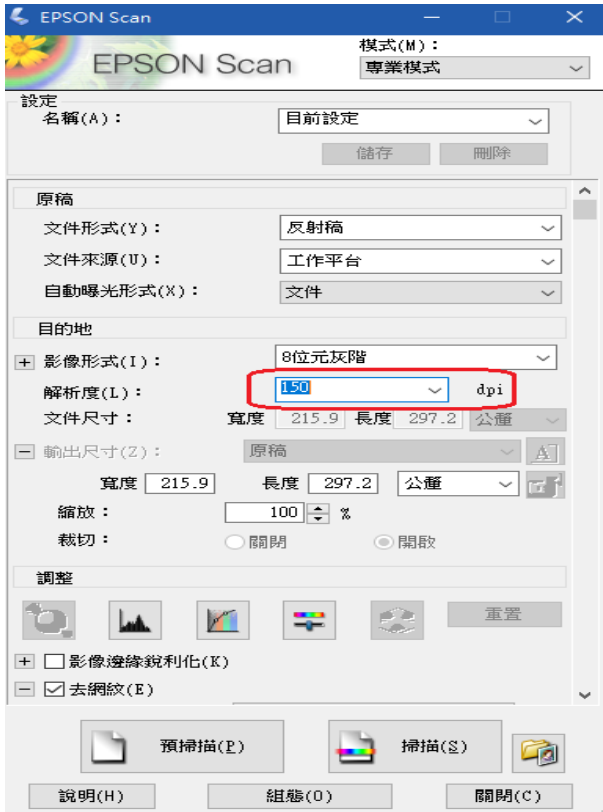 EPSON Scan
模式(M)：
EPSON Scan
專業模式
設定
名稱(A)： 目前設定
儲存 刪除
原稿
文件形式(Y)： 反射稿
文件來源(U)： 工作平台
自動曝光形式(X)： 文件
目的地
影像形式(I)： 8位元灰階
解析度(L)： 150 dpi
文件尺寸： 寬度 215.9 長度 297.2 公釐
輸出尺寸(Z)： 原稿
寬度 215.9 長度 297.2 公釐
縮放： 100 %
裁切： 關閉 開啟
調整
重置
影像邊緣銳利化(K)
去網紋(E)
預掃描(P) 掃描(S)
說明(H) 組態(O) 關閉(C)